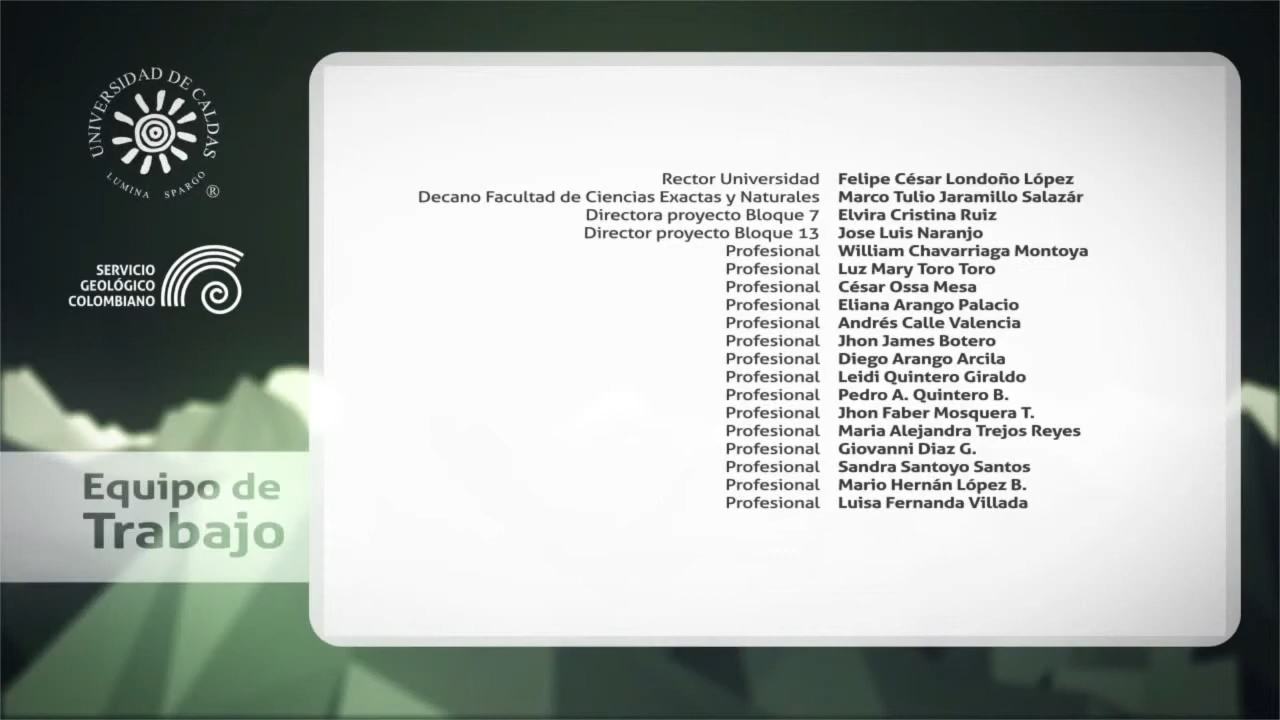 UNIVERSIDAD DE CALDAS
LUMINA SPARGO
®
SERVICIO
GEOLÓGICO
COLOMBIANO
Equipo de
Trabajo
Rector Universidad Felipe César Londoño López
Decano Facultad de Ciencias Exactas y Naturales Marco Tulio Jaramillo Salazár
Directora proyecto Bloque 7 Elvira Cristina Ruiz
Director proyecto Bloque 13 Jose Luis Naranjo
Profesional William Chavarriaga Montoya
Profesional Luz Mary Toro Toro
Profesional César Ossa Mesa
Profesional Eliana Arango Palacio
Profesional Andrés Calle Valencia
Profesional Jhon James Botero
Profesional Diego Arango Arcila
Profesional Leidi Quintero Giraldo
Profesional Pedro A. Quintero B.
Profesional Jhon Faber Mosquera T.
Profesional Maria Alejandra Trejos Reyes
Profesional Giovanni Diaz G.
Profesional Sandra Santoyo Santos
Profesional Mario Hernán López B.
Profesional Luisa Fernanda Villada